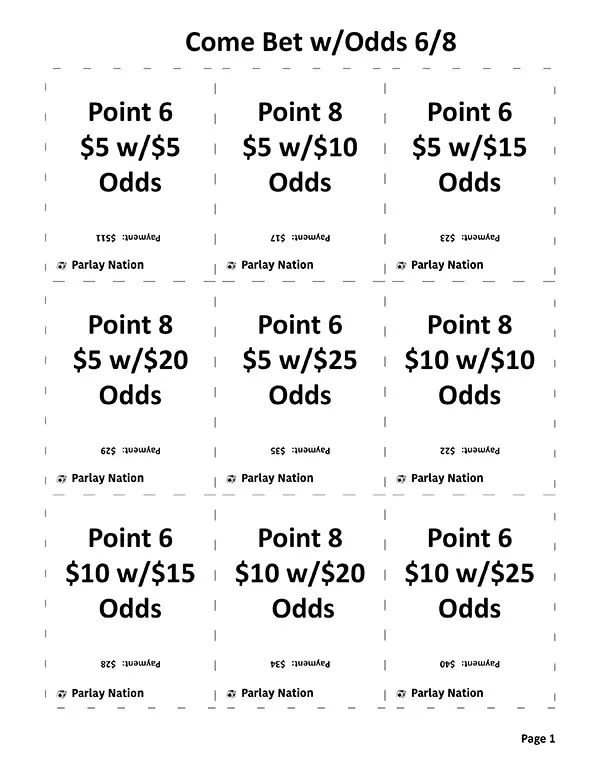 Come Bet w/Odds 6/8
Point 6
$5 w/$5
Odds
Payment: $511
Parlay Nation
Point 8
$5 w/$10
Odds
Payment: $17
Parlay Nation
Point 6
$5 w/$15
Odds
Payment: $23
Parlay Nation
Point 8
$5 w/$20
Odds
Payment: $29
Parlay Nation
Point 6
$5 w/$25
Odds
Payment: $35
Parlay Nation
Point 8
$10 w/$10
Odds
Payment: $22
Parlay Nation
Point 6
$10 w/$15
Odds
Payment: $28
Parlay Nation
Point 8
$10 w/$20
Odds
Payment: $34
Parlay Nation
Point 6
$10 w/$25
Odds
Payment: $40
Parlay Nation
Page 1